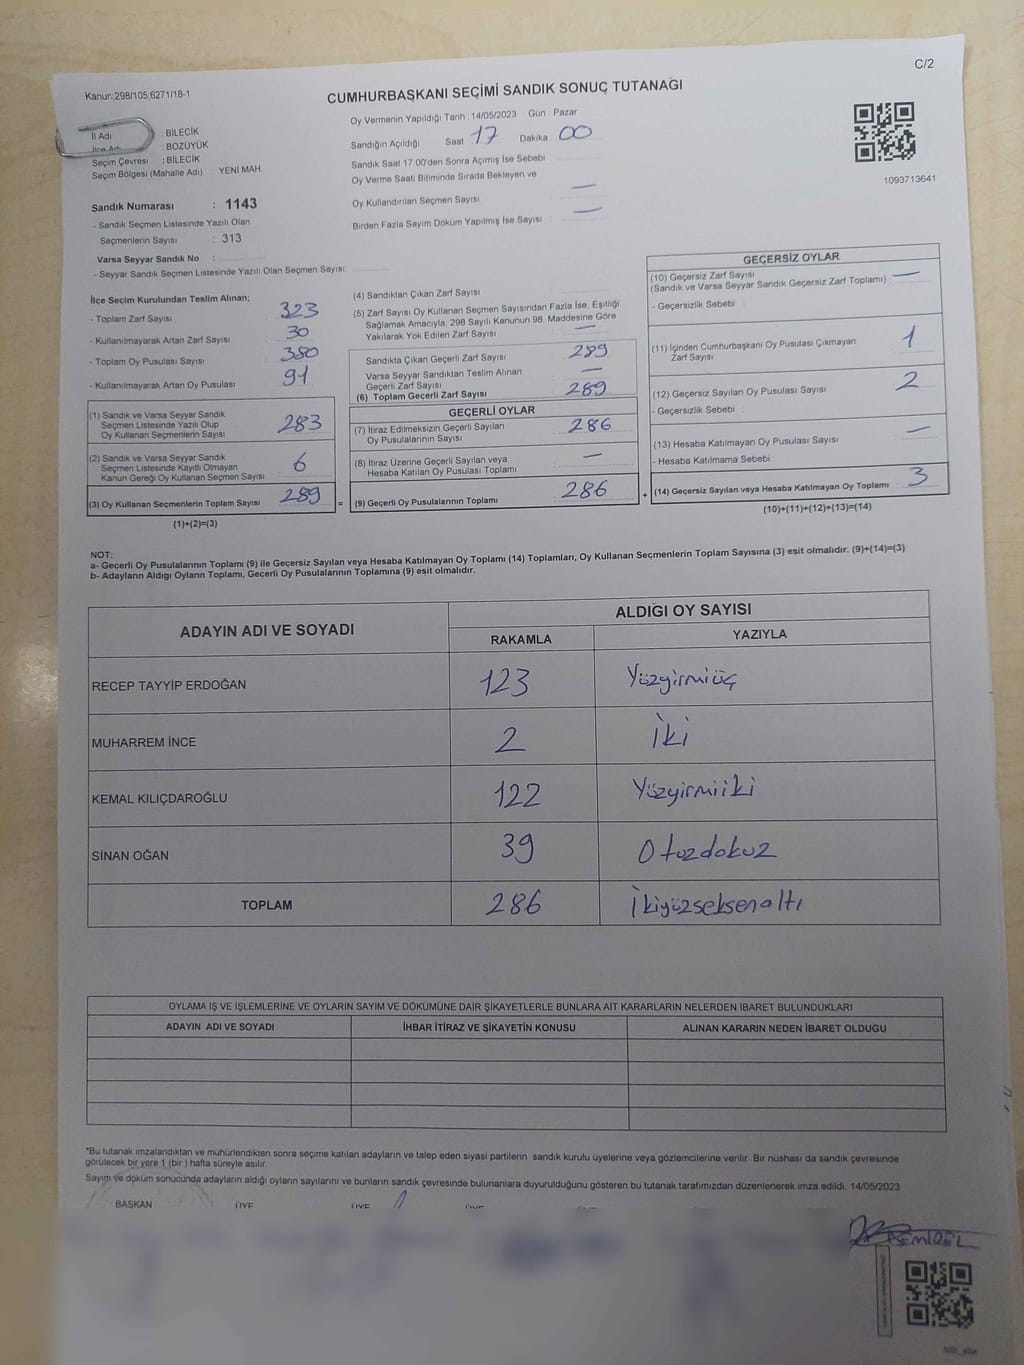 C/2
Kanun:298/105,6271/18-1
CUMHURBAŞKANI SEÇİMİ SANDIK SONUÇ TUTANAĞI
İl Adı : BİLECİK
: BOZÜYÜK
Seçim Çevresi : BİLECİK
Seçim Bölgesi (Mahalle Adı) : YENİ MAH.
Sandık Numarası : 1143
- Sandık Seçmen Listesinde Yazılı Olan
Seçmenlerin Sayısı : 313
Varsa Seyyar Sandık No :
- Seyyar Sandık Seçmen Listesinde Yazılı Olan Seçmen Sayısı:
Oy Vermenin Yapıldığı Tarih : 14/05/2023 Gün : Pazar
Sandığın Açıldığı Saat 17 Dakika 00
Sandık Saat 17:00'den Sonra Açımış İse Sebebi
Oy Verme Saati Bitiminde Sırada Bekleyen ve
Oy Kullandırılan Seçmen Sayısı —
Birden Fazla Sayım Döküm Yapılmış İse Sayısı : —
1093713641
İlçe Seçim Kurulundan Teslim Alınan;
- Toplam Zarf Sayısı : 323
- Kullanılmayarak Artan Zarf Sayısı : 30
- Toplam Oy Pusulası Sayısı : 380
- Kullanılmayarak Artan Oy Pusulası : 91
(1) Sandık ve Varsa Seyyar Sandık
Seçmen Listesinde Yazılı Olup
Oy Kullanan Seçmenlerin Sayısı : 283
(2) Sandık ve Varsa Seyyar Sandık
Seçmen Listesinde Kayıtlı Olmayan
Kanun Gereği Oy Kullanan Seçmen Sayısı : 6
(3) Oy Kullanan Seçmenlerin Toplam Sayısı : 289 =
(1)+(2)=(3)
(4) Sandıktan Çıkan Zarf Sayısı :
(5) Zarf Sayısı Oy Kullanan Seçmen Sayısından Fazla İse, Eşitliği
Sağlamak Amacıyla, 298 Sayılı Kanunun 98. Maddesine Göre
Yakılarak Yok Edilen Zarf Sayısı : —
Sandıkta Çıkan Geçerli Zarf Sayısı : 289
Varsa Seyyar Sandıktan Teslim Alınan
Geçerli Zarf Sayısı : —
(6) Toplam Geçerli Zarf Sayısı : 289
GEÇERLİ OYLAR
(7) İtiraz Edilmeksizin Geçerli Sayılan
Oy Pusulalarının Sayısı : 286
(8) İtiraz Üzerine Geçerli Sayılan veya
Hesaba Katılan Oy Pusulası Toplamı : —
(9) Geçerli Oy Pusulalarının Toplamı : 286 +
GEÇERSİZ OYLAR
(10) Geçersiz Zarf Sayısı
(Sandık ve Varsa Seyyar Sandık Geçersiz Zarf Toplamı) : —
- Geçersizlik Sebebi :
(11) İçinden Cumhurbaşkanı Oy Pusulası Çıkmayan
Zarf Sayısı : 1
(12) Geçersiz Sayılan Oy Pusulası Sayısı : 2
- Geçersizlik Sebebi :
(13) Hesaba Katılmayan Oy Pusulası Sayısı : —
- Hesaba Katılmama Sebebi :
(14) Geçersiz Sayılan veya Hesaba Katılmayan Oy Toplamı : 3
(10)+(11)+(12)+(13)=(14)
NOT:
a- Geçerli Oy Pusulalarının Toplamı (9) ile Geçersiz Sayılan veya Hesaba Katılmayan Oy Toplamı (14) Toplamları, Oy Kullanan Seçmenlerin Toplam Sayısına (3) eşit olmalıdır. (9)+(14)=(3)
b- Adayların Aldığı Oyların Toplamı, Geçerli Oy Pusulalarının Toplamına (9) eşit olmalıdır.
ADAYIN ADI VE SOYADI ALDIĞI OY SAYISI
RAKAMLA YAZIYLA
RECEP TAYYİP ERDOĞAN 123 Yüzyirmiüç
MUHARREM İNCE 2 İki
KEMAL KILIÇDAROĞLU 122 Yüzyirmiiki
SİNAN OĞAN 39 Otuzdokuz
TOPLAM 286 İkiyüzseksenaltı
OYLAMA İŞ VE İŞLEMLERİNE VE OYLARIN SAYIM VE DÖKÜMÜNE DAİR ŞİKAYETLERLE BUNLARA AİT KARARLARIN NELERDEN İBARET BULUNDUKLARI
ADAYIN ADI VE SOYADI İHBAR İTİRAZ VE ŞİKAYETİN KONUSU ALINAN KARARIN NEDEN İBARET OLDUĞU
*Bu tutanak imzalandıktan ve mühürlendikten sonra seçime katılan adayların ve talep eden siyasi partilerin sandık kurulu üyelerine veya gözlemcilerine verilir. Bir nüshası da sandık çevresinde
görülecek bir yere 1 (bir) hafta süreyle asılır.
Sayım ve döküm sonucunda adayların aldığı oyların sayılarını ve bunların sandık çevresinde bulunanlara duyurulduğunu gösteren bu tutanak tarafımızdan düzenlenerek imza edildi. 14/05/2023
BAŞKAN ÜYE ÜYE ÜYE